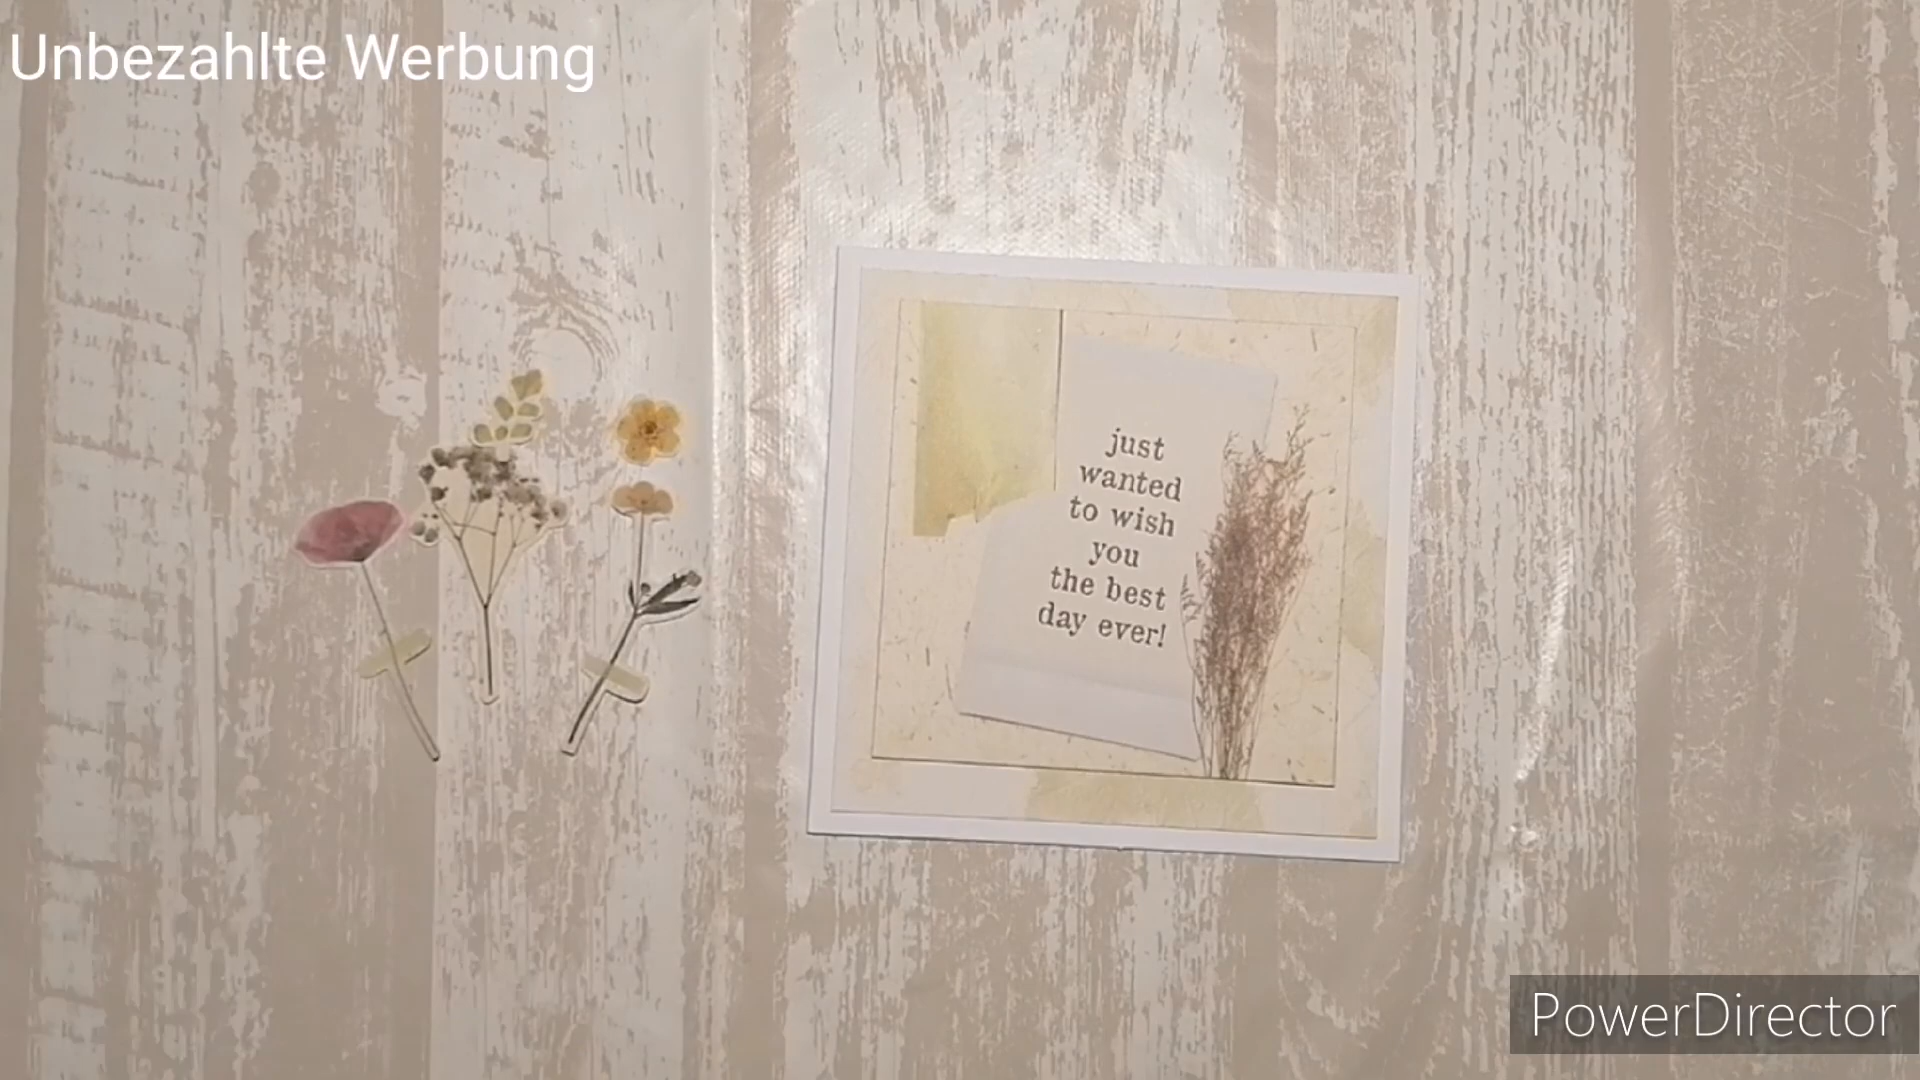 Unbezahlte Werbung
just
wanted
to wish
you
the best
day ever!
PowerDirector